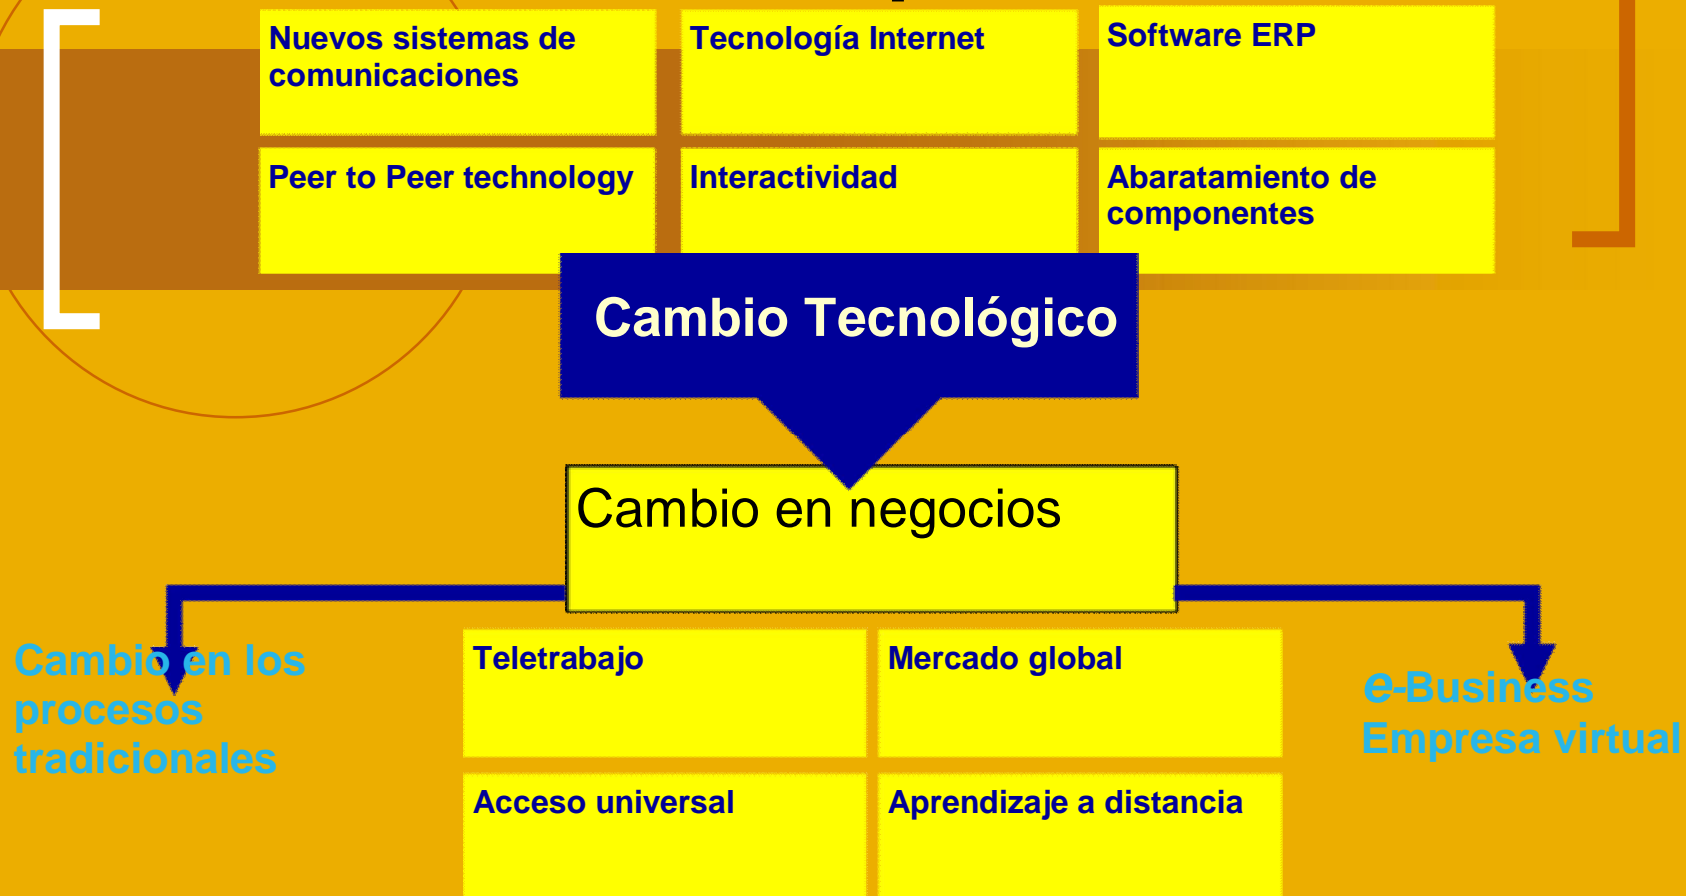 Nuevos sistemas de
comunicaciones
Tecnología Internet
Software ERP
Peer to Peer technology
Interactividad
Abaratamiento de
componentes
Cambio Tecnológico
Cambio en negocios
Cambio en los
procesos
tradicionales
Teletrabajo
Mercado global
e-Business
Empresa virtual
Acceso universal
Aprendizaje a distancia